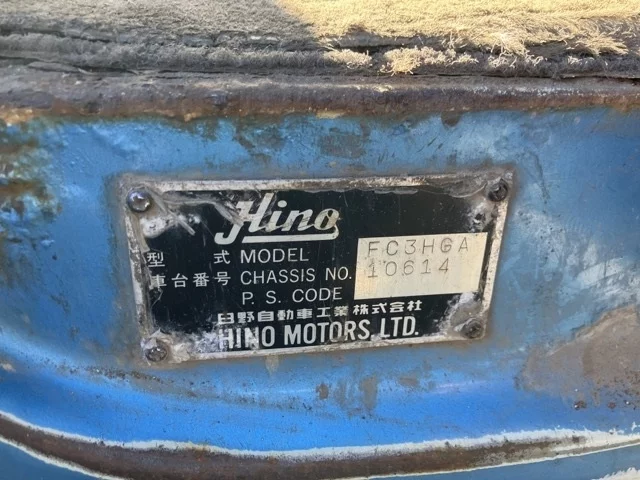 Hino
型 式 MODEL FC3HGA
車台番号 CHASSIS NO. 10614
P. S. CODE
日野自動車工業株式会社
HINO MOTORS, LTD.